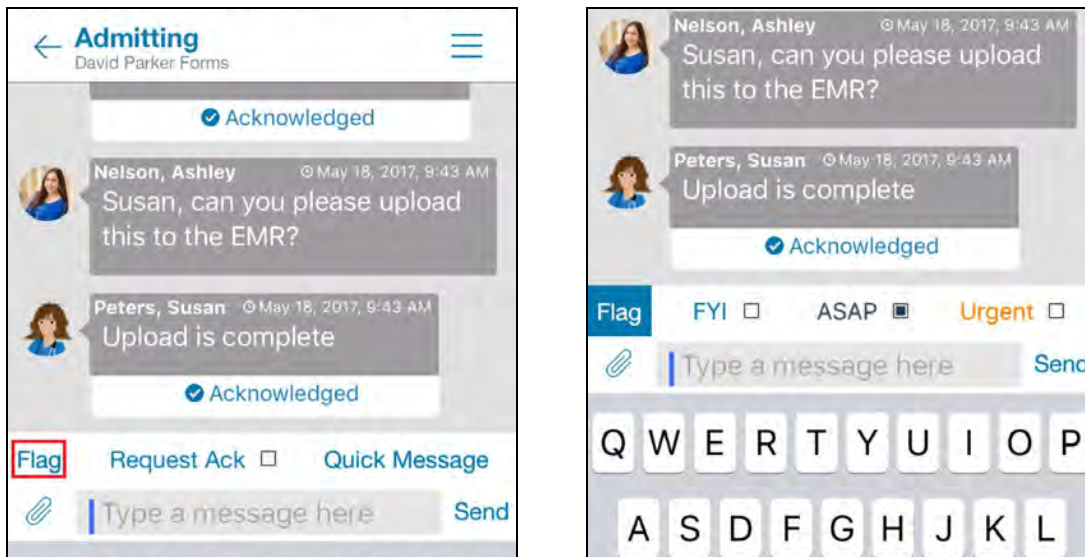 Admitting
David Parker Forms
Acknowledged
Nelson, Ashley May 18, 2017, 9:43 AM
Susan, can you please upload
this to the EMR?
Peters, Susan May 18, 2017, 9:43 AM
Upload is complete
Acknowledged
Flag Request Ack Quick Message
Type a message here Send
Nelson, Ashley May 18, 2017, 9:43 AM
Susan, can you please upload
this to the EMR?
Peters, Susan May 18, 2017, 9:43 AM
Upload is complete
Acknowledged
Flag FYI ASAP Urgent
Type a message here Send
Q W E R T Y U I O P
A S D F G H J K L